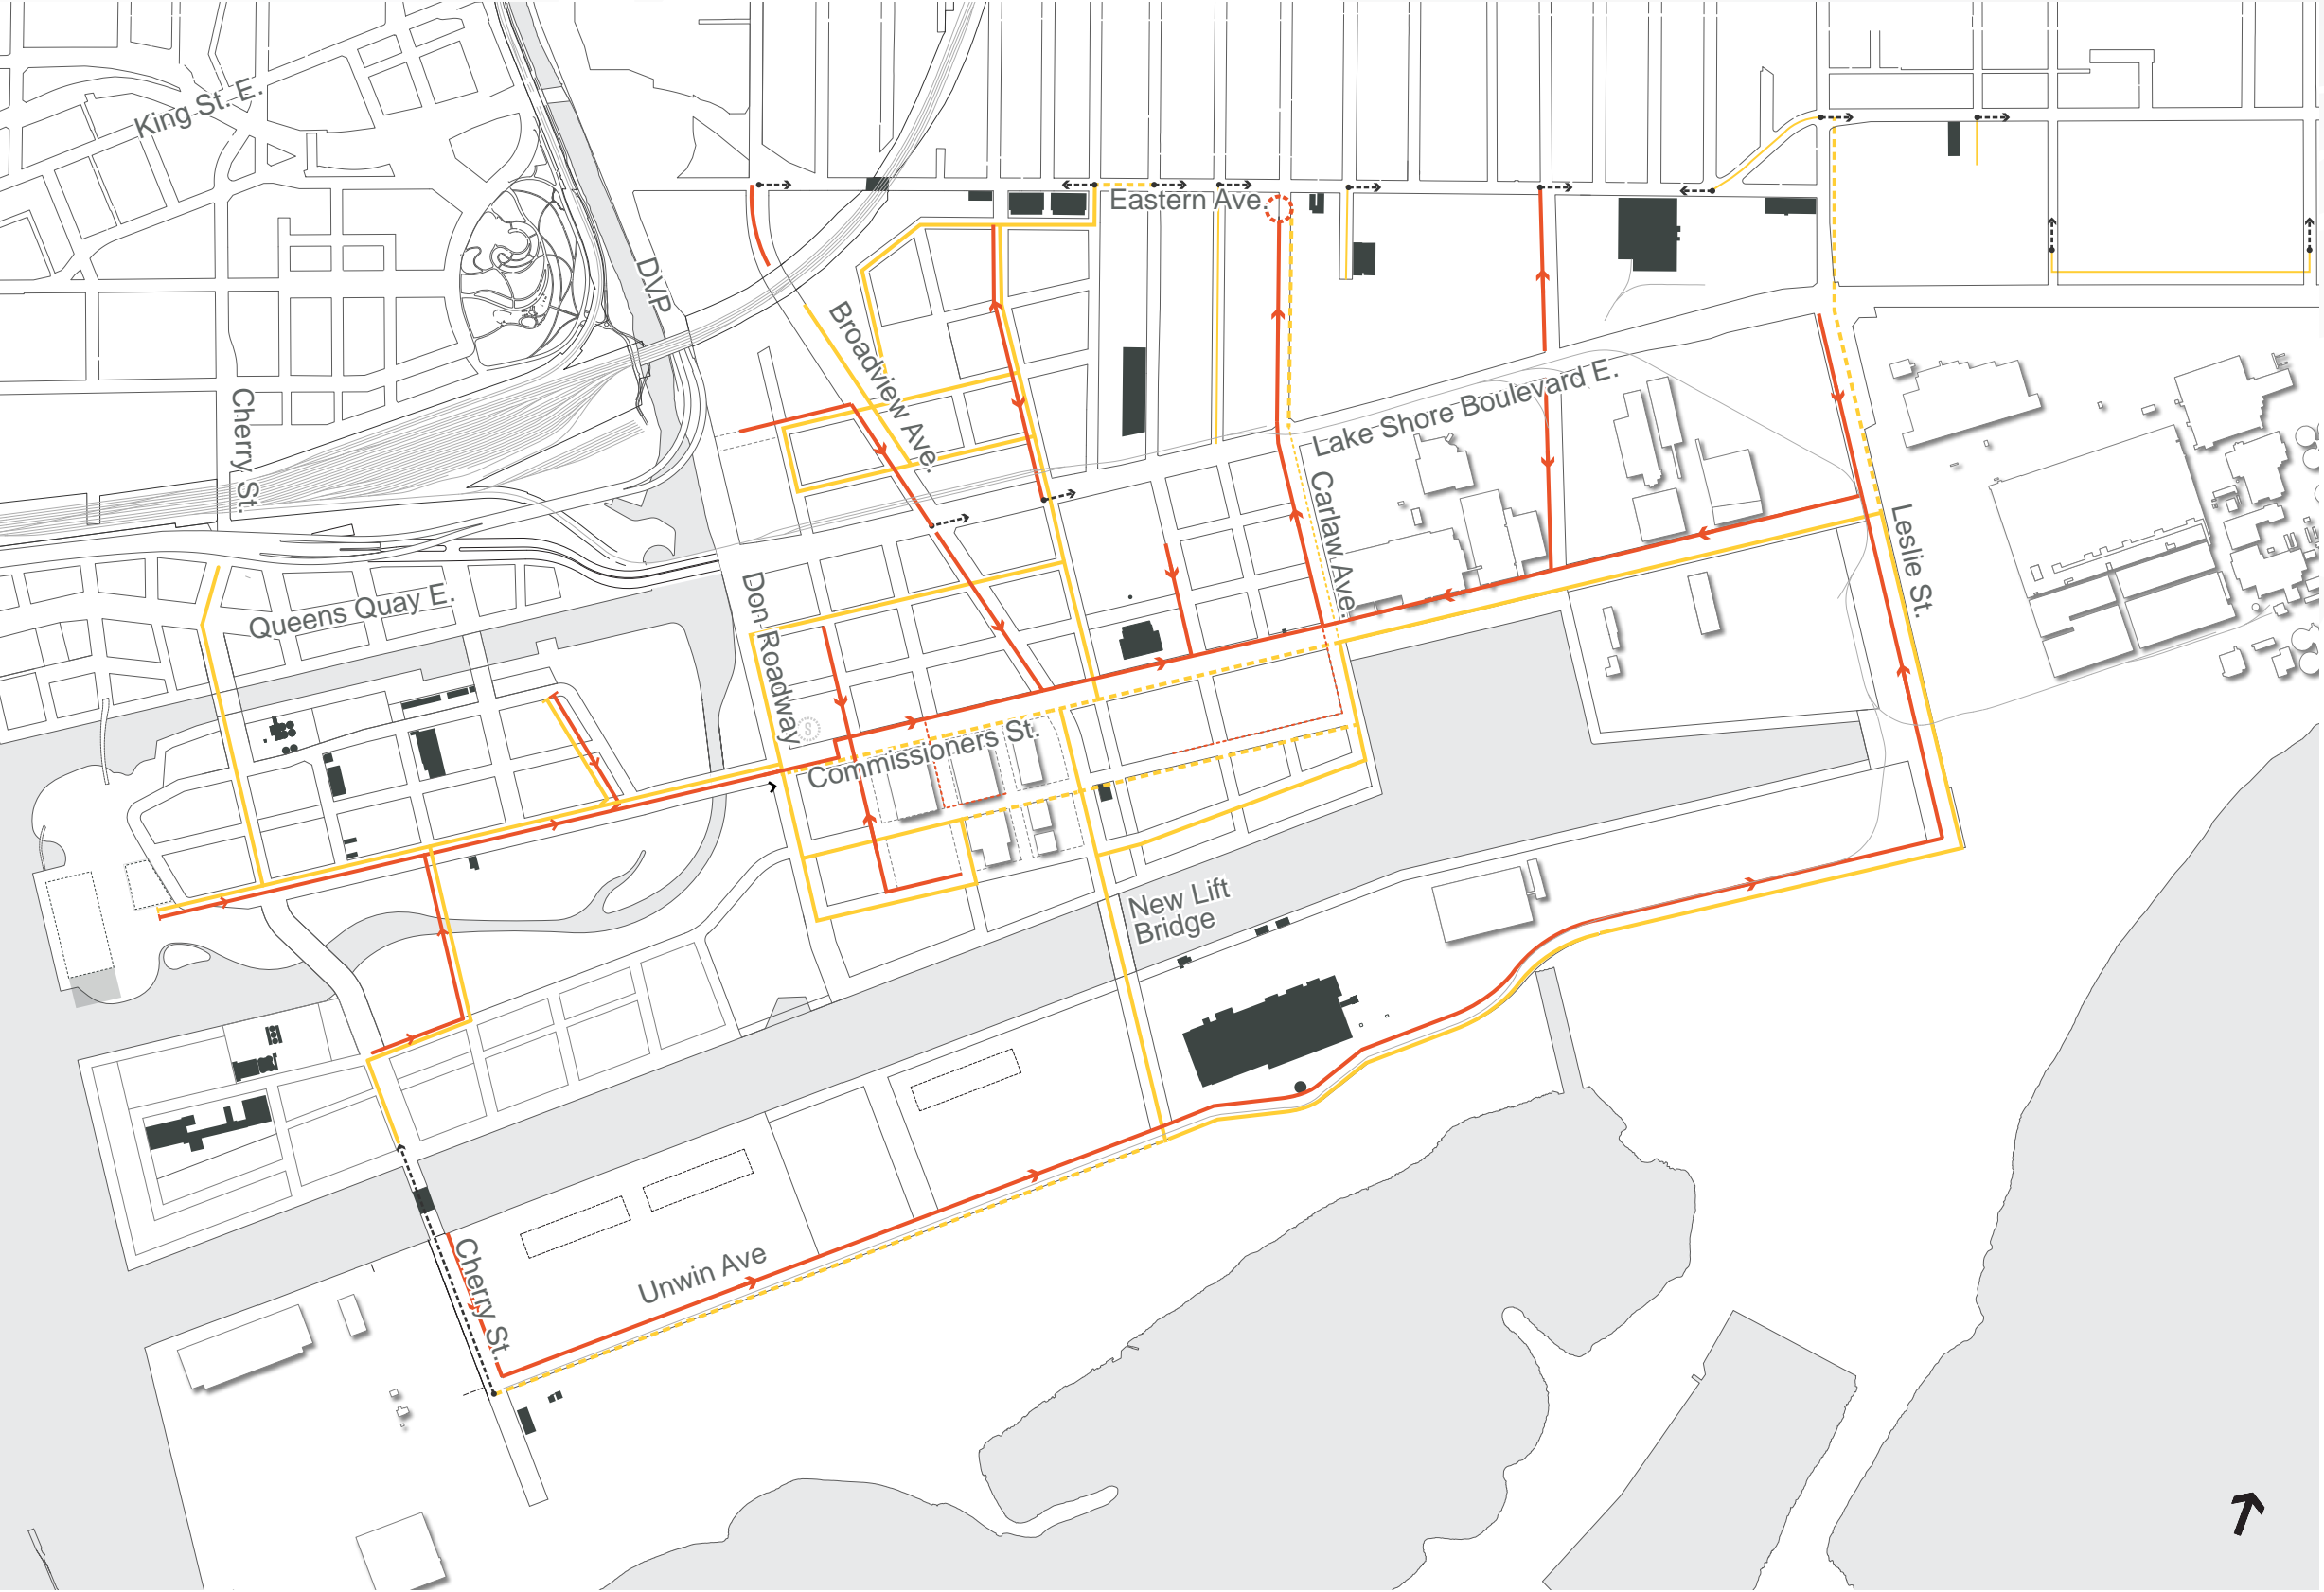 King St. E.
Eastern Ave.
DVP
Broadview Ave.
Cherry St.
Lake Shore Boulevard E.
Carlaw Ave.
Leslie St.
Queens Quay E.
Don Roadway
S
Commissioners St.
New Lift
Bridge
Cherry St.
Unwin Ave